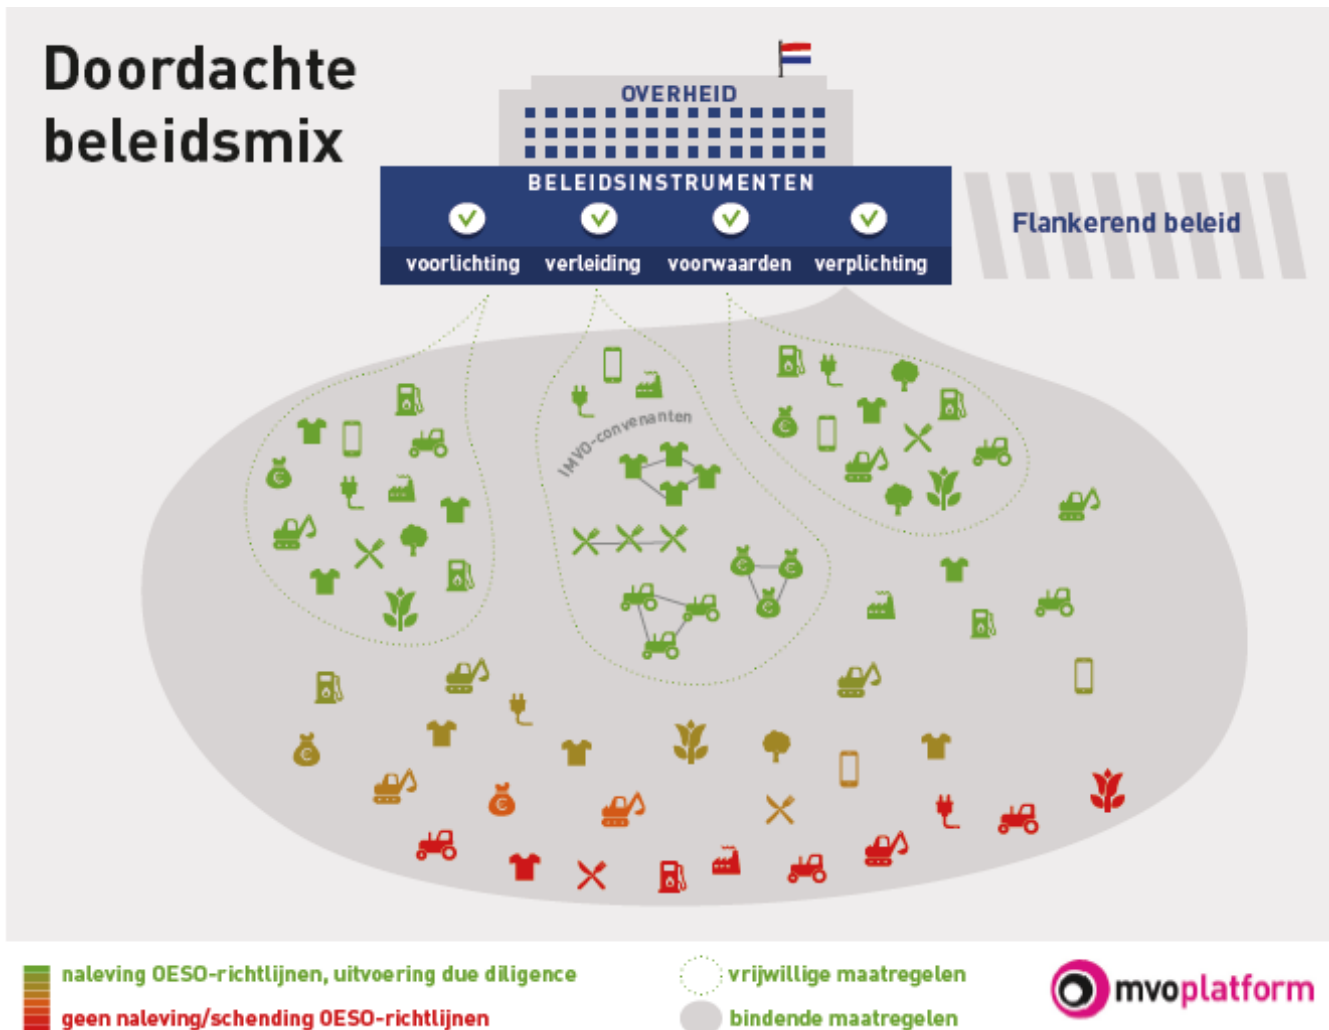 Doordachte
beleidsmix
OVERHEID
BELEIDSINSTRUMENTEN
voorlichting
verleiding
voorwaarden
verplichting
Flankerend beleid
IMVO-convenanten
naleving OESO-richtlijnen, uitvoering due diligence
geen naleving/schending OESO-richtlijnen
vrijwillige maatregelen
bindende maatregelen
mvoplatform